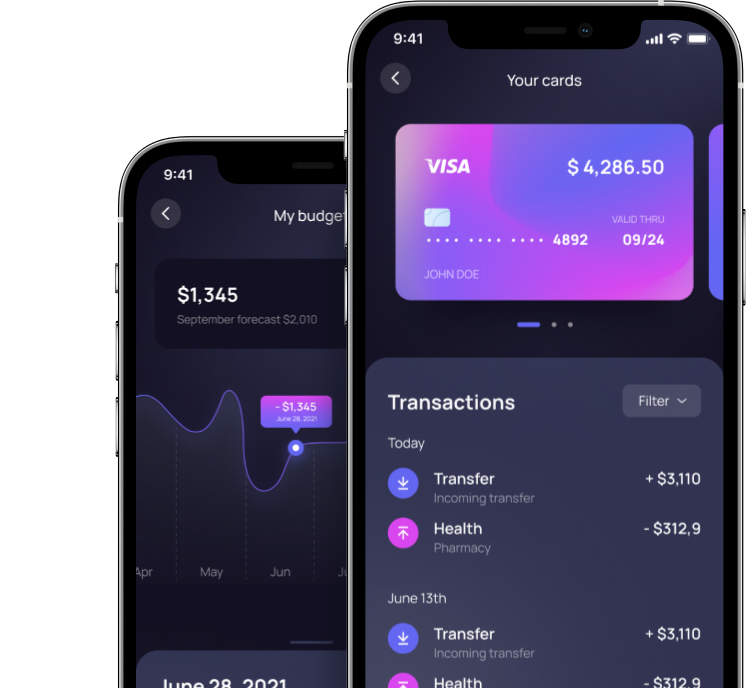 9:41
My budge
$1,345
September forecast $2,010
- $1,345
June 28, 2021
Apr May Jun
June 28, 2021
9:41
Your cards
VISA $ 4,286.50
VALID THRU
•••• •••• •••• 4892 09/24
JOHN DOE
Transactions Filter
Today
Transfer + $3,110
Incoming transfer
Health - $312,9
Pharmacy
June 13th
Transfer + $3,110
Incoming transfer
Health - $312,9